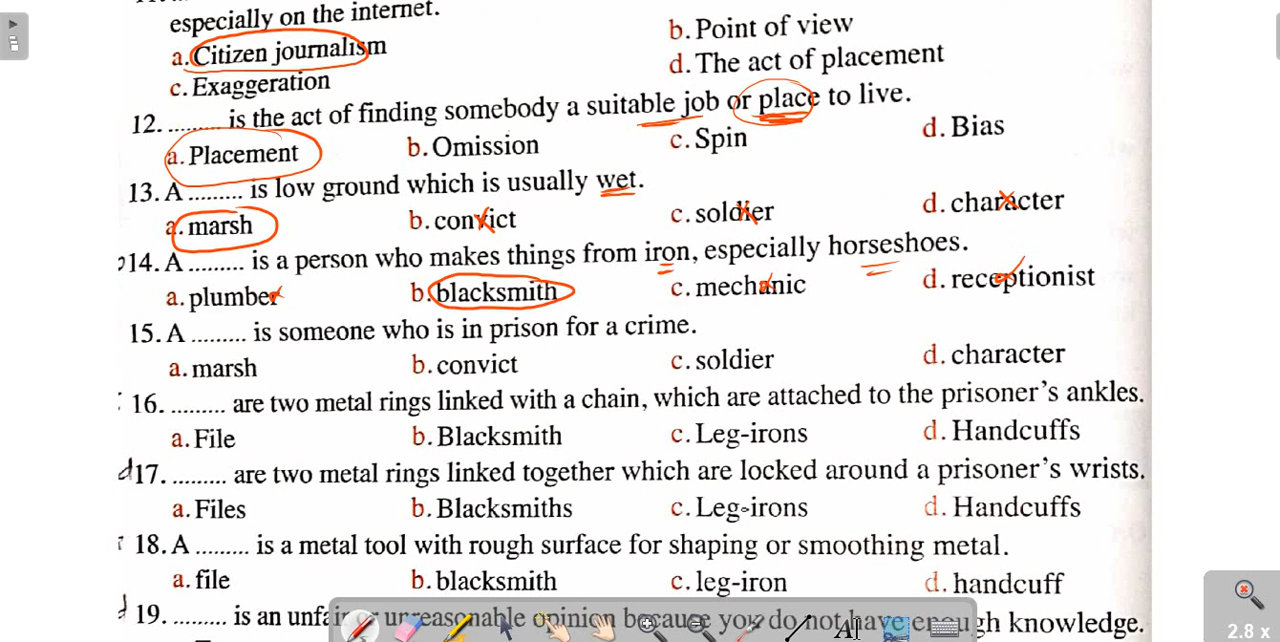 especially on the internet.
a. Citizen journalism b. Point of view
c. Exaggeration d. The act of placement
12. ........ is the act of finding somebody a suitable job or place to live.
a. Placement b. Omission c. Spin d. Bias
13. A ......... is low ground which is usually wet.
a. marsh b. convict c. soldier d. character
14. A ......... is a person who makes things from iron, especially horseshoes.
a. plumber b. blacksmith c. mechanic d. receptionist
15. A ......... is someone who is in prison for a crime.
a. marsh b. convict c. soldier d. character
16. ......... are two metal rings linked with a chain, which are attached to the prisoner's ankles.
a. File b. Blacksmith c. Leg-irons d. Handcuffs
17. ......... are two metal rings linked together which are locked around a prisoner's wrists.
a. Files b. Blacksmiths c. Leg-irons d. Handcuffs
18. A ......... is a metal tool with rough surface for shaping or smoothing metal.
a. file b. blacksmith c. leg-iron d. handcuff
19. ......... is an unfair or unreasonable opinion because you do not have enough knowledge.
2.8 x